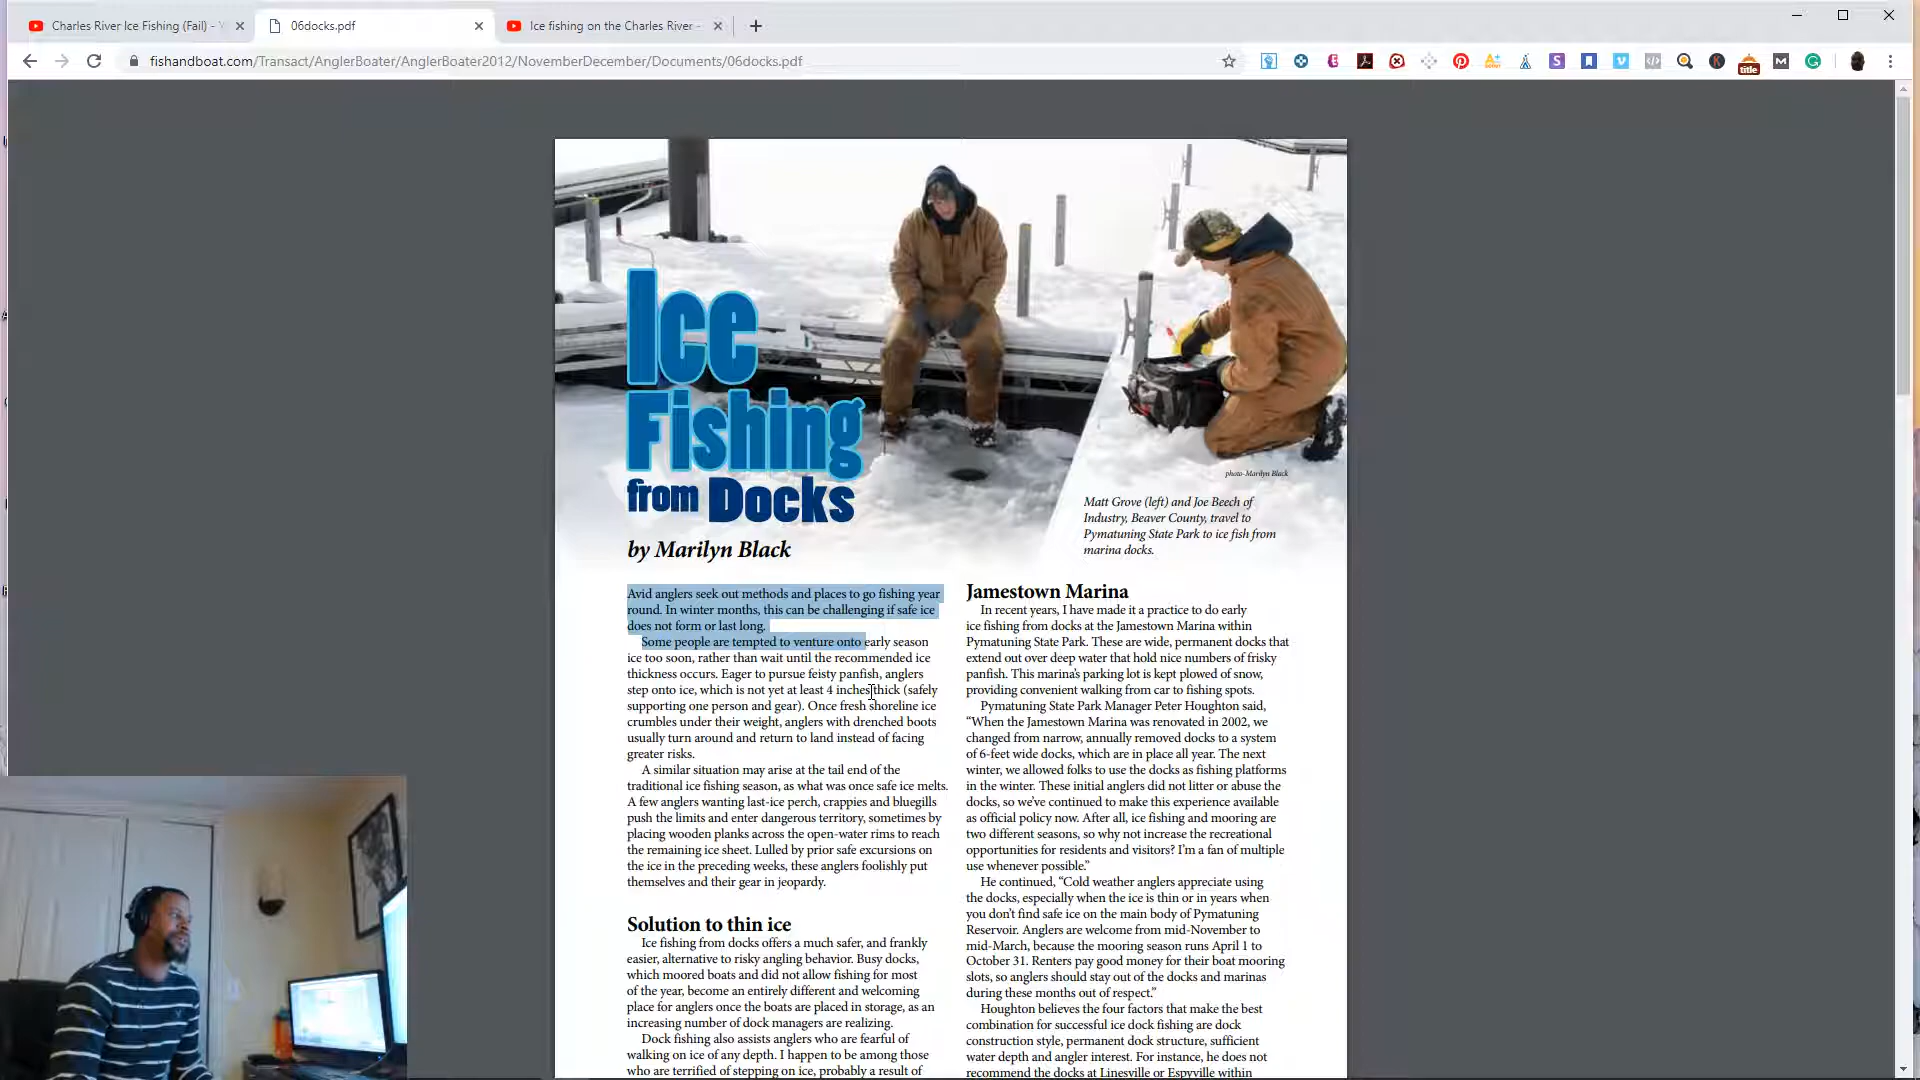 Charles River Ice Fishing (Fail) - Y
06docks.pdf
Ice fishing on the Charles River -
fishandboat.com/Transact/AnglerBoater/AnglerBoater2012/NovemberDecember/Documents/06docks.pdf
title
Ice
Fishing
from Docks
by Marilyn Black
photo-Marilyn Black
Matt Grove (left) and Joe Beech of
Industry, Beaver County, travel to
Pymatuning State Park to ice fish from
marina docks.
Avid anglers seek out methods and places to go fishing year
round. In winter months, this can be challenging if safe ice
does not form or last long.
Some people are tempted to venture onto early season
ice too soon, rather than wait until the recommended ice
thickness occurs. Eager to pursue feisty panfish, anglers
step onto ice, which is not yet at least 4 inches thick (safely
supporting one person and gear). Once fresh shoreline ice
crumbles under their weight, anglers with drenched boots
usually turn around and return to land instead of facing
greater risks.
A similar situation may arise at the tail end of the
traditional ice fishing season, as what was once safe ice melts.
A few anglers wanting last-ice perch, crappies and bluegills
push the limits and enter dangerous territory, sometimes by
placing wooden planks across the open-water rims to reach
the remaining ice sheet. Lulled by prior safe excursions on
the ice in the preceding weeks, these anglers foolishly put
themselves and their gear in jeopardy.
Solution to thin ice
Ice fishing from docks offers a much safer, and frankly
easier, alternative to risky angling behavior. Busy docks,
which moored boats and did not allow fishing for most
of the year, become an entirely different and welcoming
place for anglers once the boats are placed in storage, as an
increasing number of dock managers are realizing.
Dock fishing also assists anglers who are fearful of
walking on ice of any depth. I happen to be among those
who are terrified of stepping on ice, probably a result of
Jamestown Marina
In recent years, I have made it a practice to do early
ice fishing from docks at the Jamestown Marina within
Pymatuning State Park. These are wide, permanent docks that
extend out over deep water that hold nice numbers of frisky
panfish. This marina's parking lot is kept plowed of snow,
providing convenient walking from car to fishing spots.
Pymatuning State Park Manager Peter Houghton said,
“When the Jamestown Marina was renovated in 2002, we
changed from narrow, annually removed docks to a system
of 6-feet wide docks, which are in place all year. The next
winter, we allowed folks to use the docks as fishing platforms
in the winter. These initial anglers did not litter or abuse the
docks, so we've continued to make this experience available
as official policy now. After all, ice fishing and mooring are
two different seasons, so why not increase the recreational
opportunities for residents and visitors? I'm a fan of multiple
use whenever possible.”
He continued, “Cold weather anglers appreciate using
the docks, especially when the ice is thin or in years when
you don't find safe ice on the main body of Pymatuning
Reservoir. Anglers are welcome from mid-November to
mid-March, because the mooring season runs April 1 to
October 31. Renters pay good money for their boat mooring
slots, so anglers should stay out of the docks and marinas
during these months out of respect.”
Houghton believes the four factors that make the best
combination for successful ice dock fishing are dock
construction style, permanent dock structure, sufficient
water depth and angler interest. For instance, he does not
recommend the docks at Linesville or Espyville within